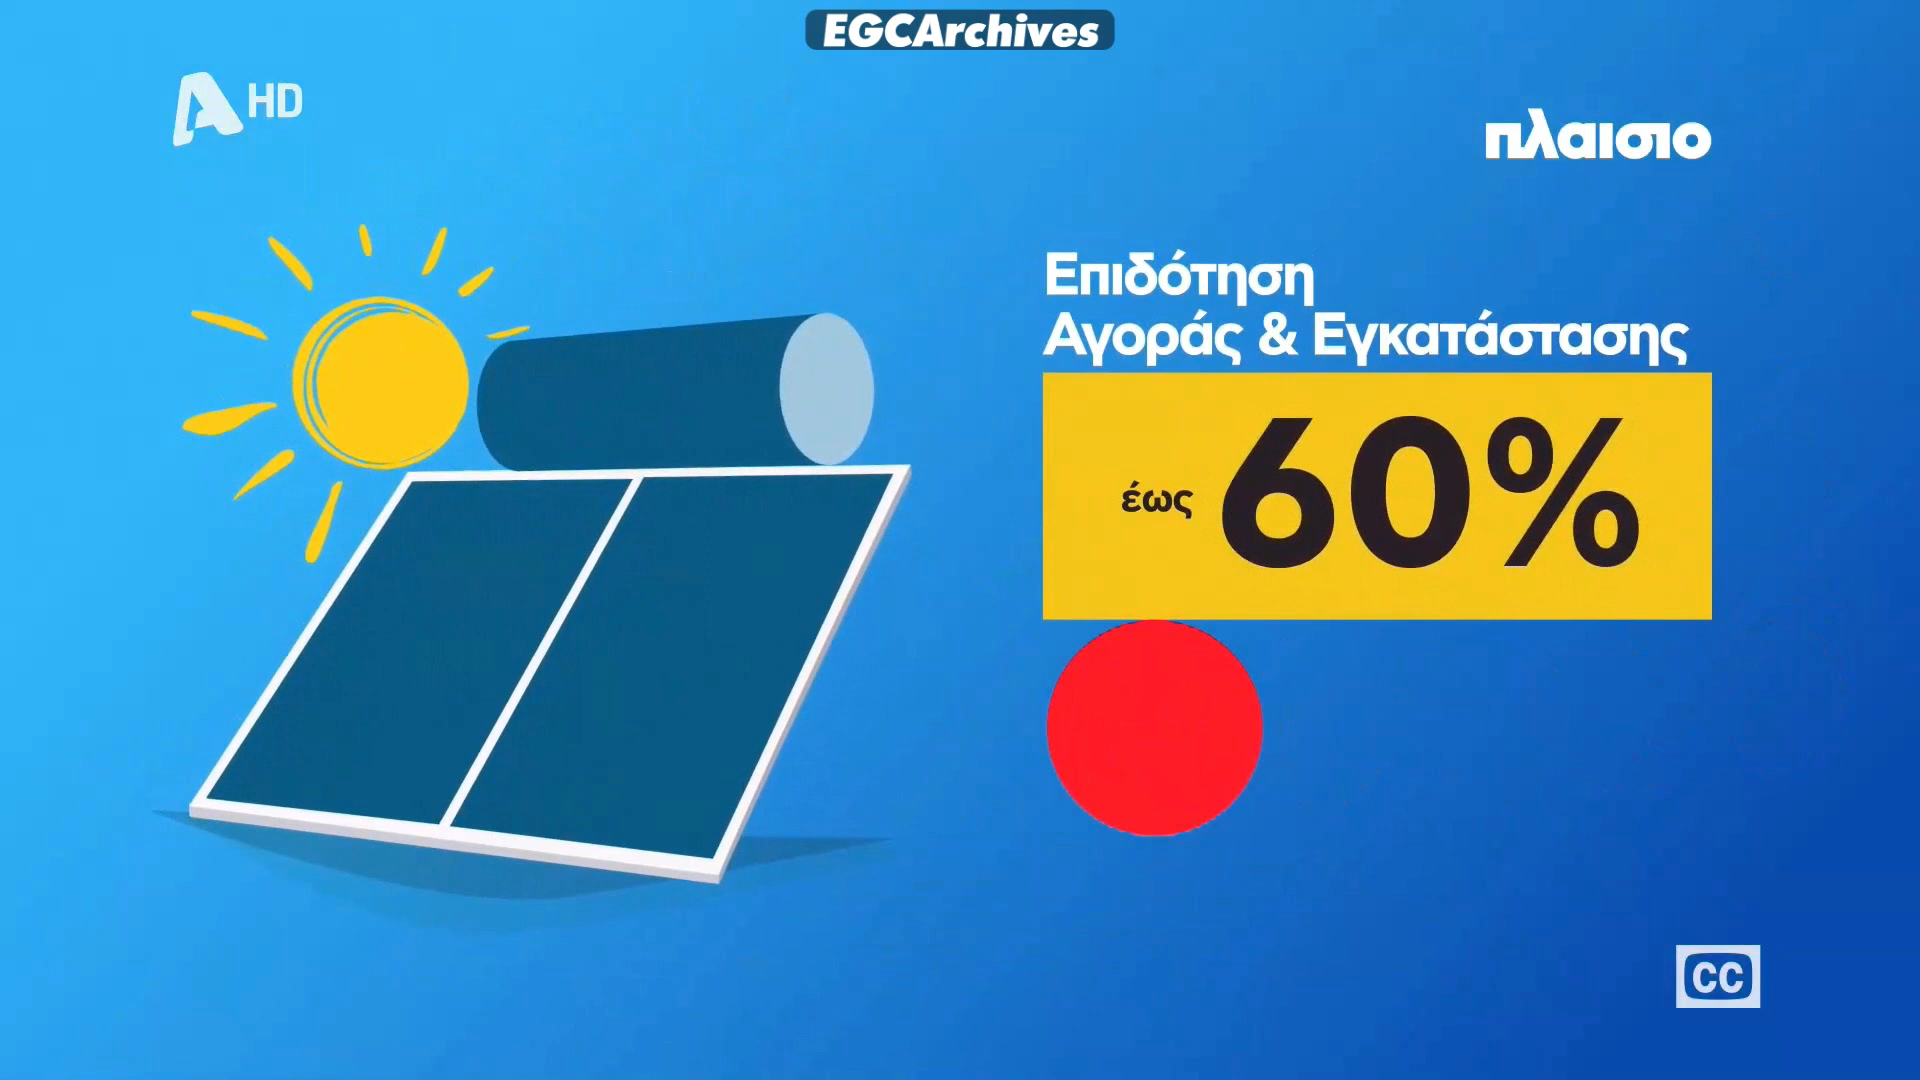 EGCArchives
A HD
πλαισιο
Επιδότηση
Αγοράς & Εγκατάστασης
έως 60%
CC